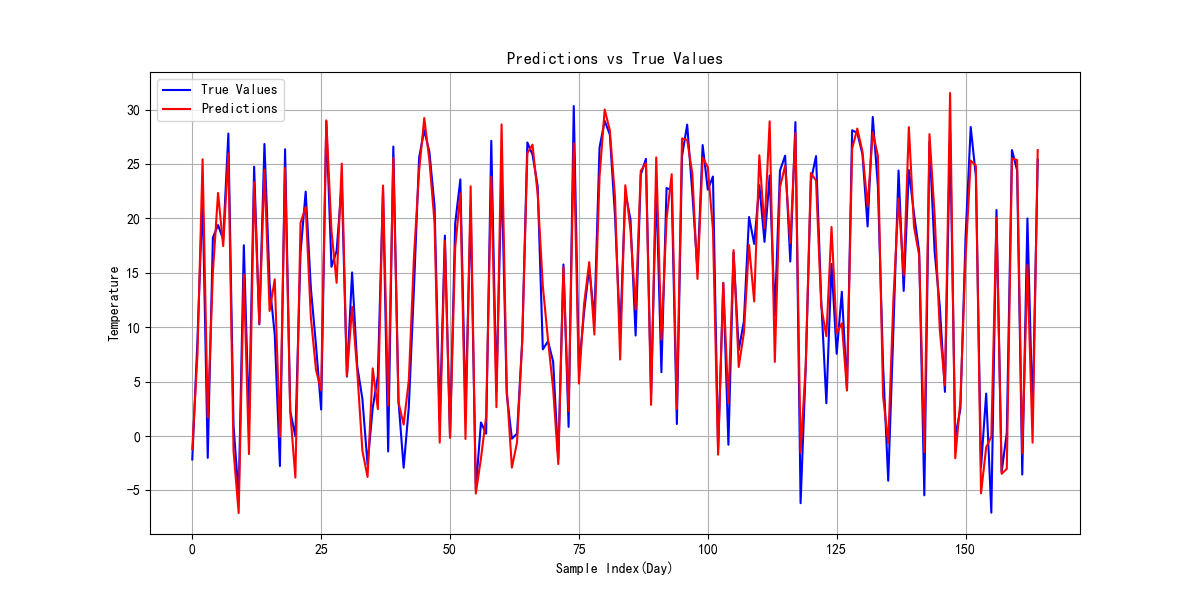 Predictions vs True Values
True Values
Predictions
Temperature
30
25
20
15
10
5
0
−5
0 25 50 75 100 125 150
Sample Index(Day)